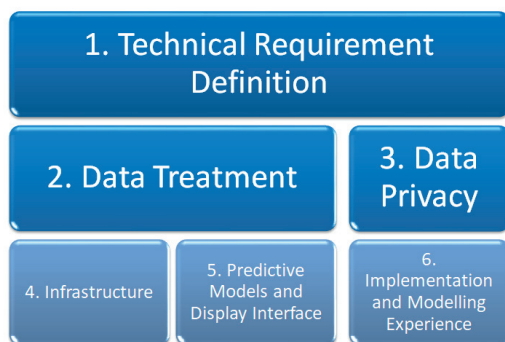 1. Technical Requirement
Definition
2. Data Treatment
3. Data
Privacy
4. Infrastructure
5. Predictive
Models and
Display Interface
6.
Implementation
and Modelling
Experience